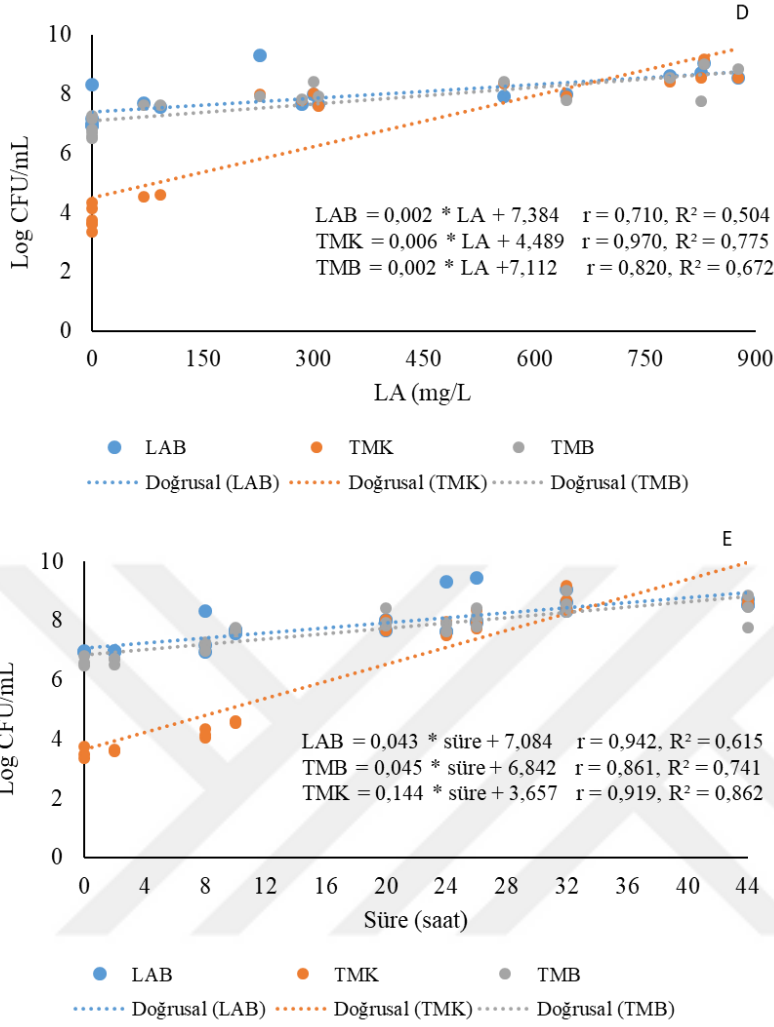 D
10
8
6
4
2
0
Log CFU/mL
LAB = 0,002 * LA + 7,384 r = 0,710, R² = 0,504
TMK = 0,006 * LA + 4,489 r = 0,970, R² = 0,775
TMB = 0,002 * LA +7,112 r = 0,820, R² = 0,672
0 150 300 450 600 750 900
LA (mg/L
LAB TMK TMB
Doğrusal (LAB) Doğrusal (TMK) Doğrusal (TMB)
E
10
8
6
4
2
0
Log CFU/mL
LAB = 0,043 * süre + 7,084 r = 0,942, R² = 0,615
TMB = 0,045 * süre + 6,842 r = 0,861, R² = 0,741
TMK = 0,144 * süre + 3,657 r = 0,919, R² = 0,862
0 4 8 12 16 20 24 28 32 36 40 44
Süre (saat)
LAB TMK TMB
Doğrusal (LAB) Doğrusal (TMK) Doğrusal (TMB)